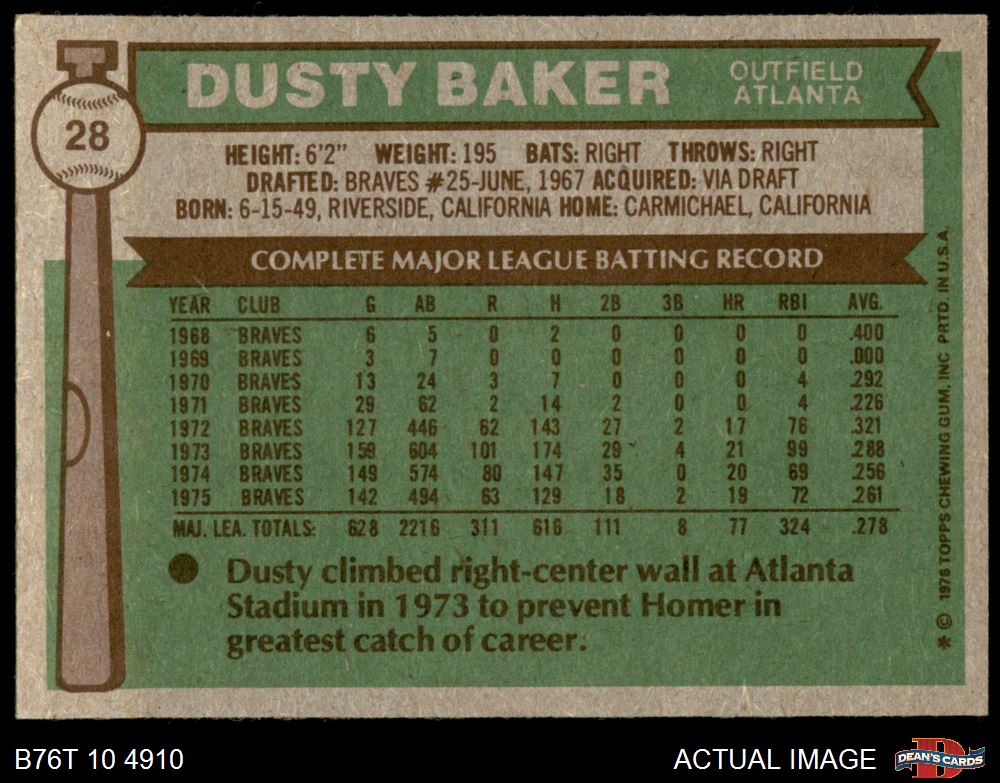 28
DUSTY BAKER
OUTFIELD
ATLANTA
HEIGHT: 6'2" WEIGHT: 195 BATS: RIGHT THROWS: RIGHT
DRAFTED: BRAVES #25-JUNE, 1967 ACQUIRED: VIA DRAFT
BORN: 6-15-49, RIVERSIDE, CALIFORNIA HOME: CARMICHAEL, CALIFORNIA
COMPLETE MAJOR LEAGUE BATTING RECORD
YEAR CLUB G AB R H 2B 3B HR RBI AVG.
1968 BRAVES 6 5 0 2 0 0 0 0 .400
1969 BRAVES 3 7 0 0 0 0 0 0 .000
1970 BRAVES 13 24 3 7 0 0 0 4 .292
1971 BRAVES 29 62 2 14 2 0 0 4 .226
1972 BRAVES 127 446 62 143 27 2 17 76 .321
1973 BRAVES 159 604 101 174 29 4 21 99 .288
1974 BRAVES 149 574 80 147 35 0 20 69 .256
1975 BRAVES 142 494 63 129 18 2 19 72 .261
MAJ. LEA. TOTALS: 628 2216 311 616 111 8 77 324 .278
Dusty climbed right-center wall at Atlanta
Stadium in 1973 to prevent Homer in
greatest catch of career.
* © 1976 TOPPS CHEWING GUM, INC PRTD. IN U.S.A.
B76T 10 4910
ACTUAL IMAGE
D
DEAN'S CARDS